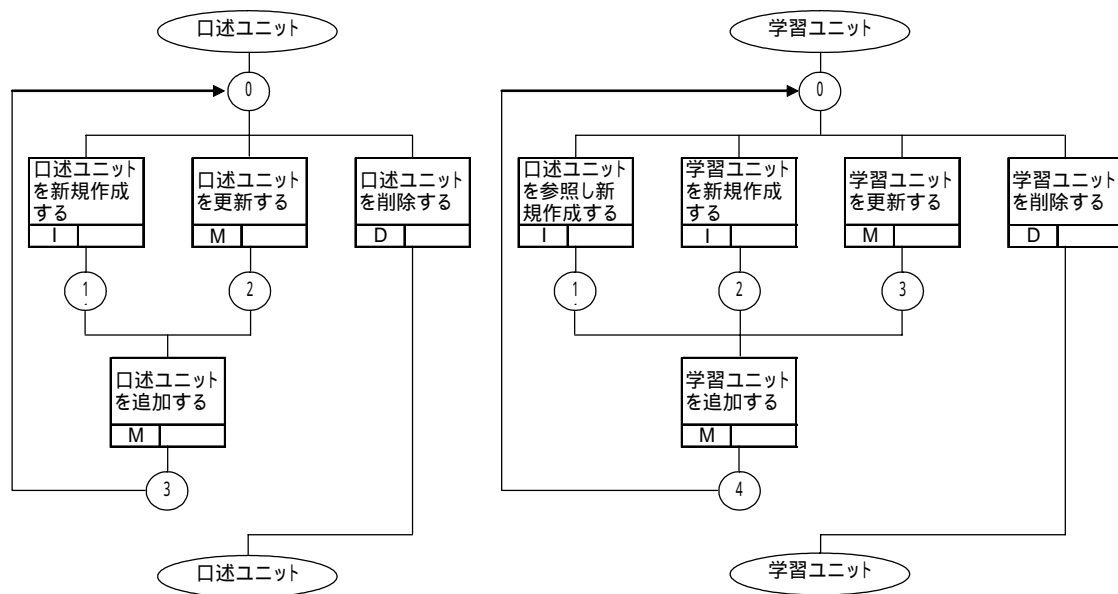 口述ユニット
0
口述ユニット
を新規作成
する
I
口述ユニット
を更新する
M
口述ユニット
を削除する
D
1
2
口述ユニット
を追加する
M
3
口述ユニット
学習ユニット
0
口述ユニット
を参照し新
規作成する
I
学習ユニット
を新規作成
する
I
学習ユニット
を更新する
M
学習ユニット
を削除する
D
1
2
3
学習ユニット
を追加する
M
4
学習ユニット